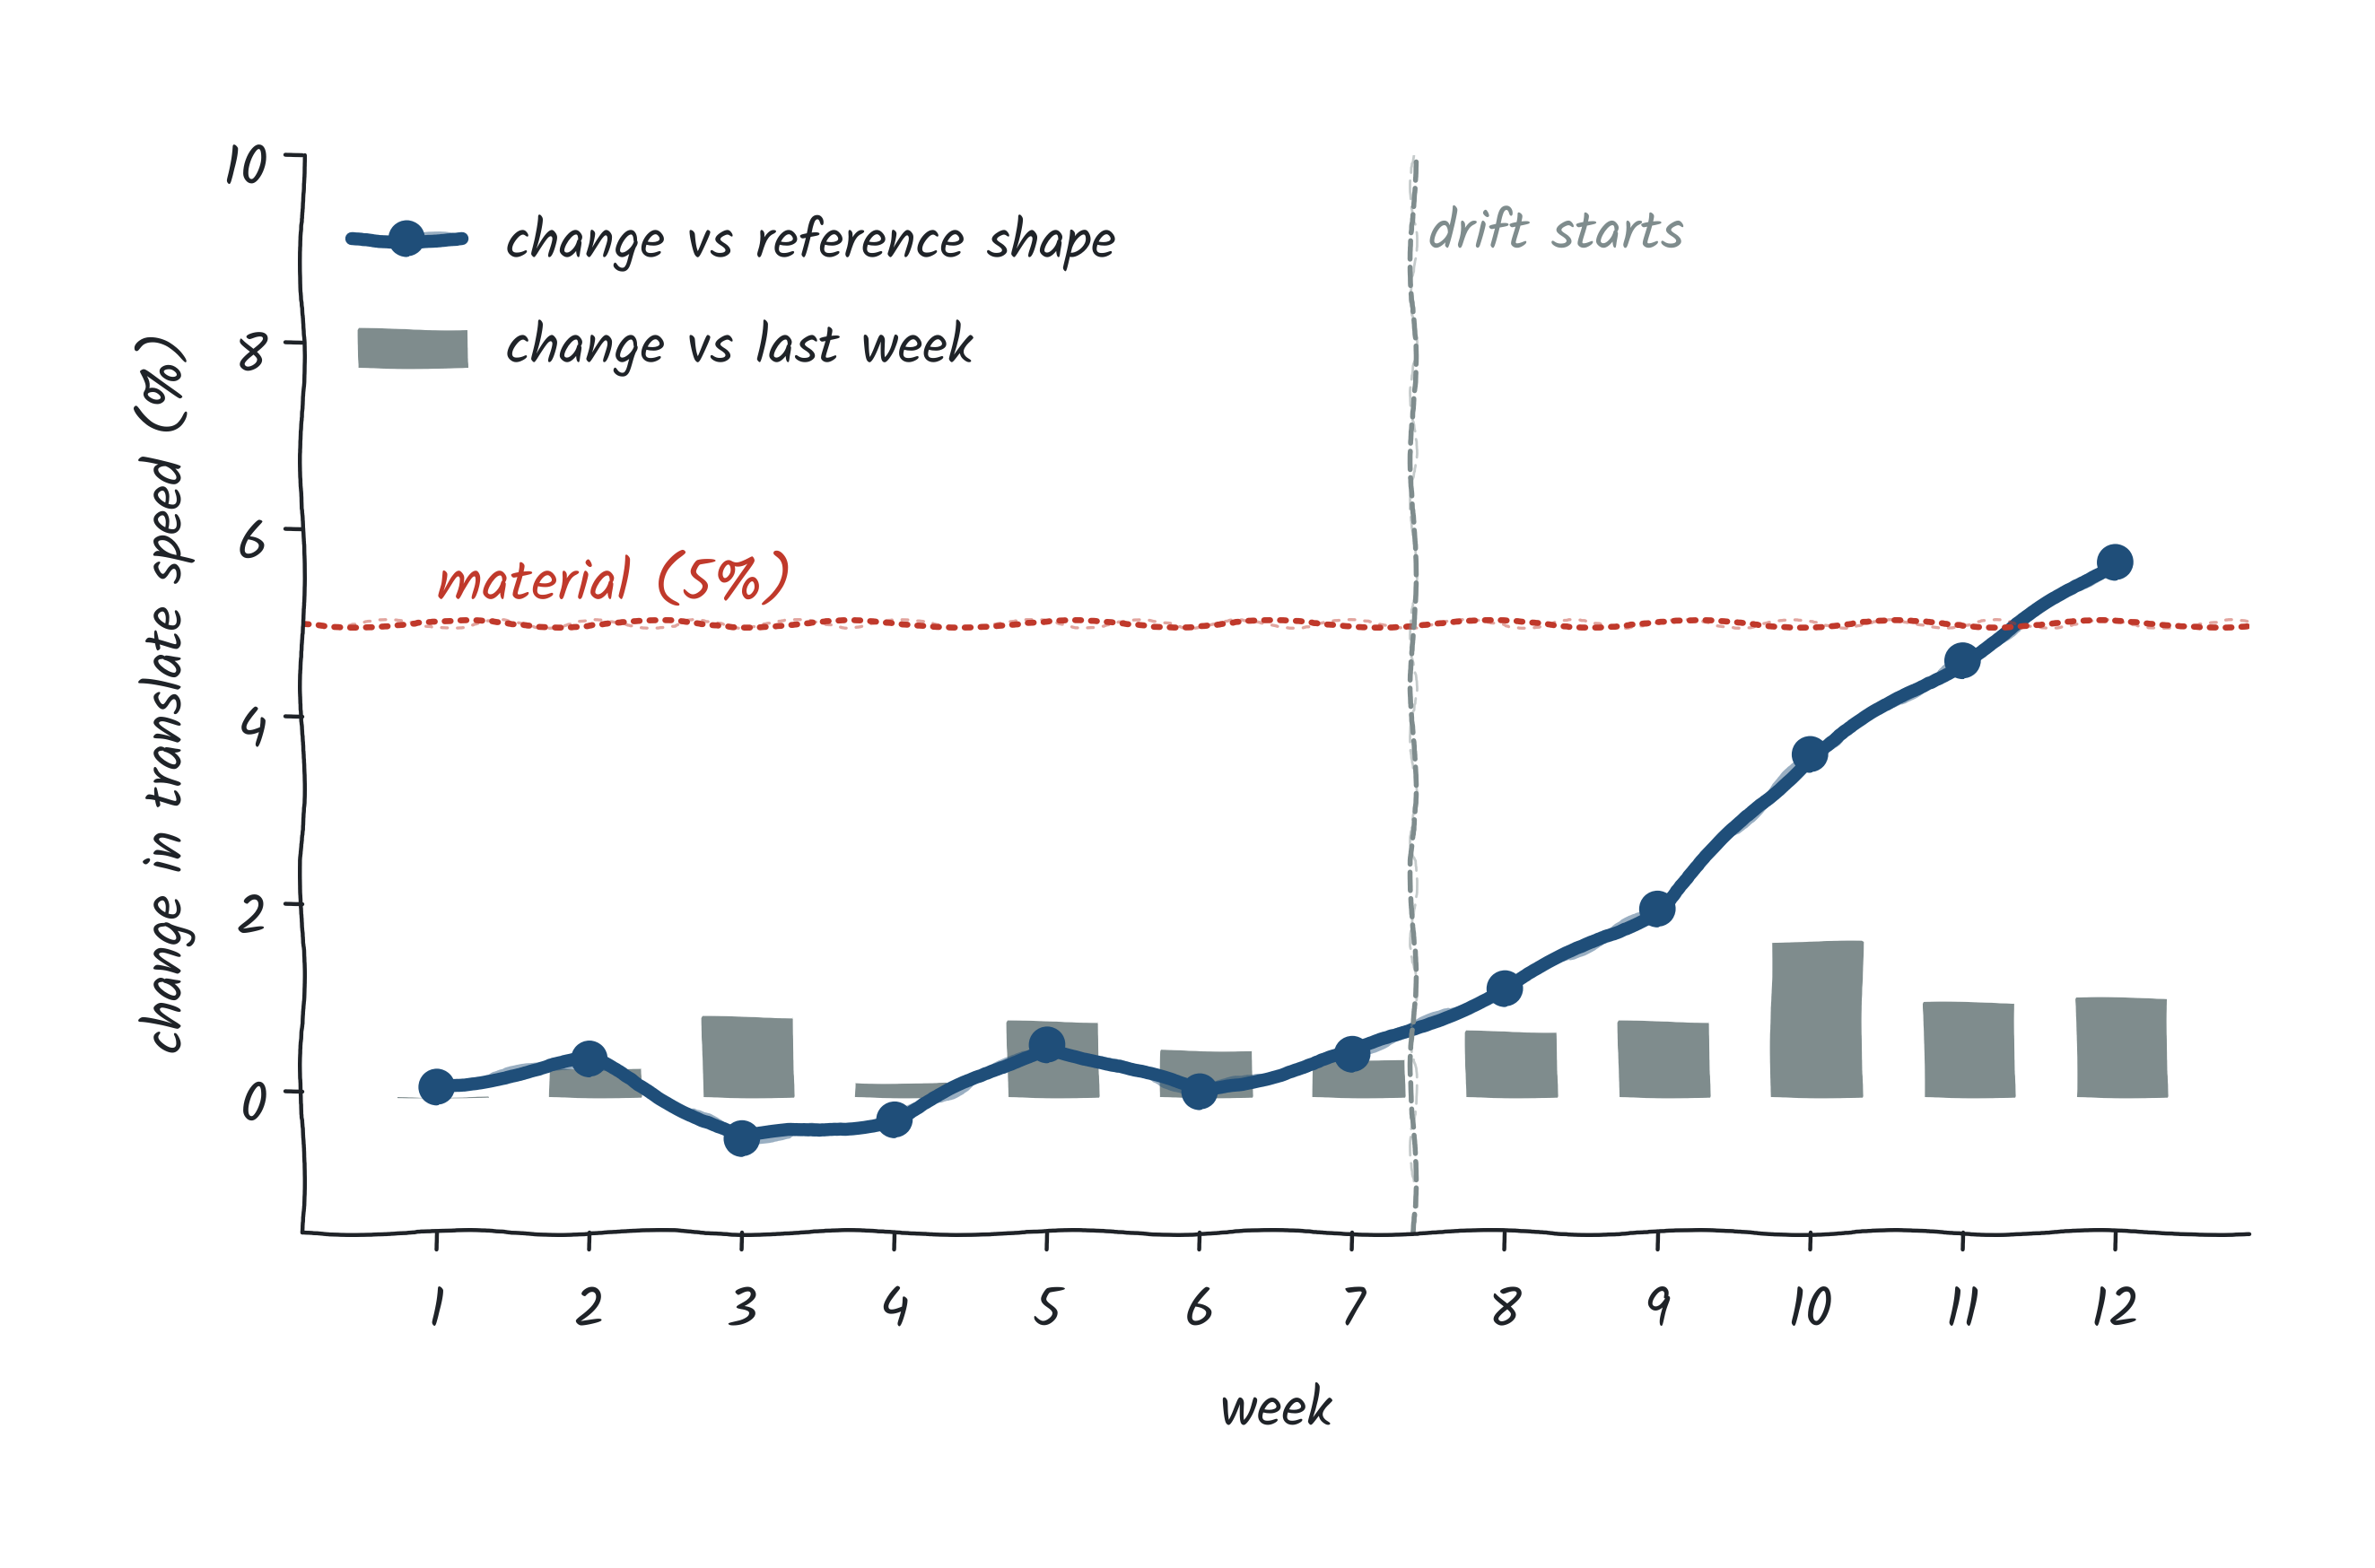 10
change vs reference shape
drift starts
change vs last week
8
6
material (5%)
4
2
0
change in translate speed (%)
1 2 3 4 5 6 7 8 9 10 11 12
week